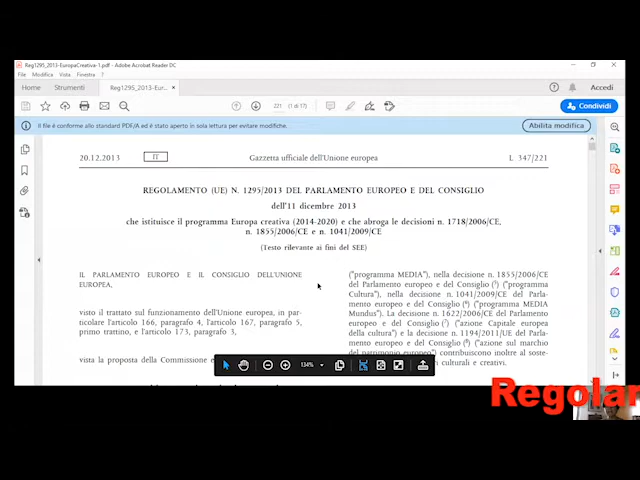 Reg1295_2013-EuropaCreativa-1.pdf - Adobe Acrobat Reader DC
File Modifica Vista Finestra ?
Home Strumenti Reg1295_2013-Eur... × Accedi
221 (1 di 17) Condividi
Il file è conforme allo standard PDF/A ed è stato aperto in sola lettura per evitare modifiche. Abilita modifica
20.12.2013 IT Gazzetta ufficiale dell'Unione europea L 347/221
REGOLAMENTO (UE) N. 1295/2013 DEL PARLAMENTO EUROPEO E DEL CONSIGLIO
dell'11 dicembre 2013
che istituisce il programma Europa creativa (2014-2020) e che abroga le decisioni n. 1718/2006/CE,
n. 1855/2006/CE e n. 1041/2009/CE
(Testo rilevante ai fini del SEE)
IL PARLAMENTO EUROPEO E IL CONSIGLIO DELL'UNIONE
EUROPEA,
visto il trattato sul funzionamento dell'Unione europea, in par-
ticolare l'articolo 166, paragrafo 4, l'articolo 167, paragrafo 5,
primo trattino, e l'articolo 173, paragrafo 3,
vista la proposta della Commissione e
("programma MEDIA"), nella decisione n. 1855/2006/CE
del Parlamento europeo e del Consiglio (5) ("programma
Cultura"), nella decisione n. 1041/2009/CE del Parla-
mento europeo e del Consiglio (6) ("programma MEDIA
Mundus"). La decisione n. 1622/2006/CE del Parlamento
europeo e del Consiglio (7) ("azione Capitale europea
della cultura") e la decisione n. 1194/2011/UE del Parla-
mento europeo e del Consiglio (8) ("azione sul marchio
del patrimonio europeo") contribuiscono inoltre al soste-
ri culturali e creativi.
134%
Regolar